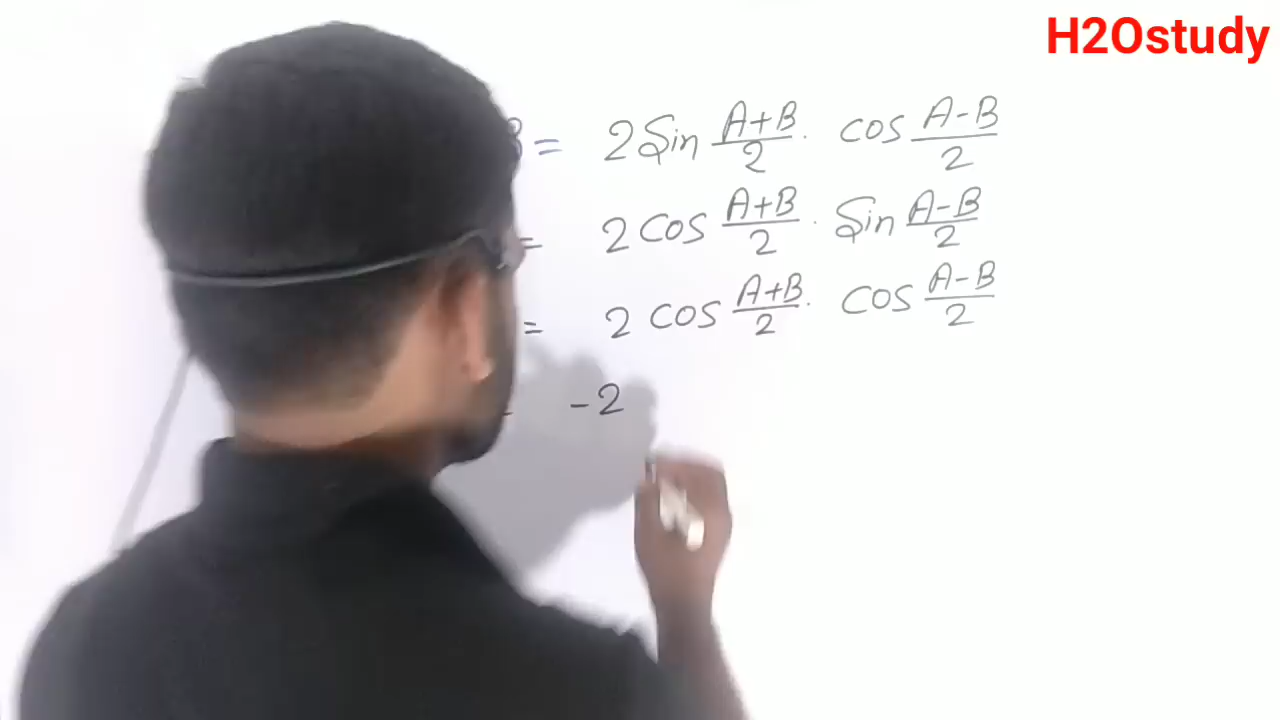 H2Ostudy
B = 2 Sin A+B/2 . cos A-B/2
= 2 cos A+B/2 . Sin A-B/2
= 2 cos A+B/2 . cos A-B/2
-2